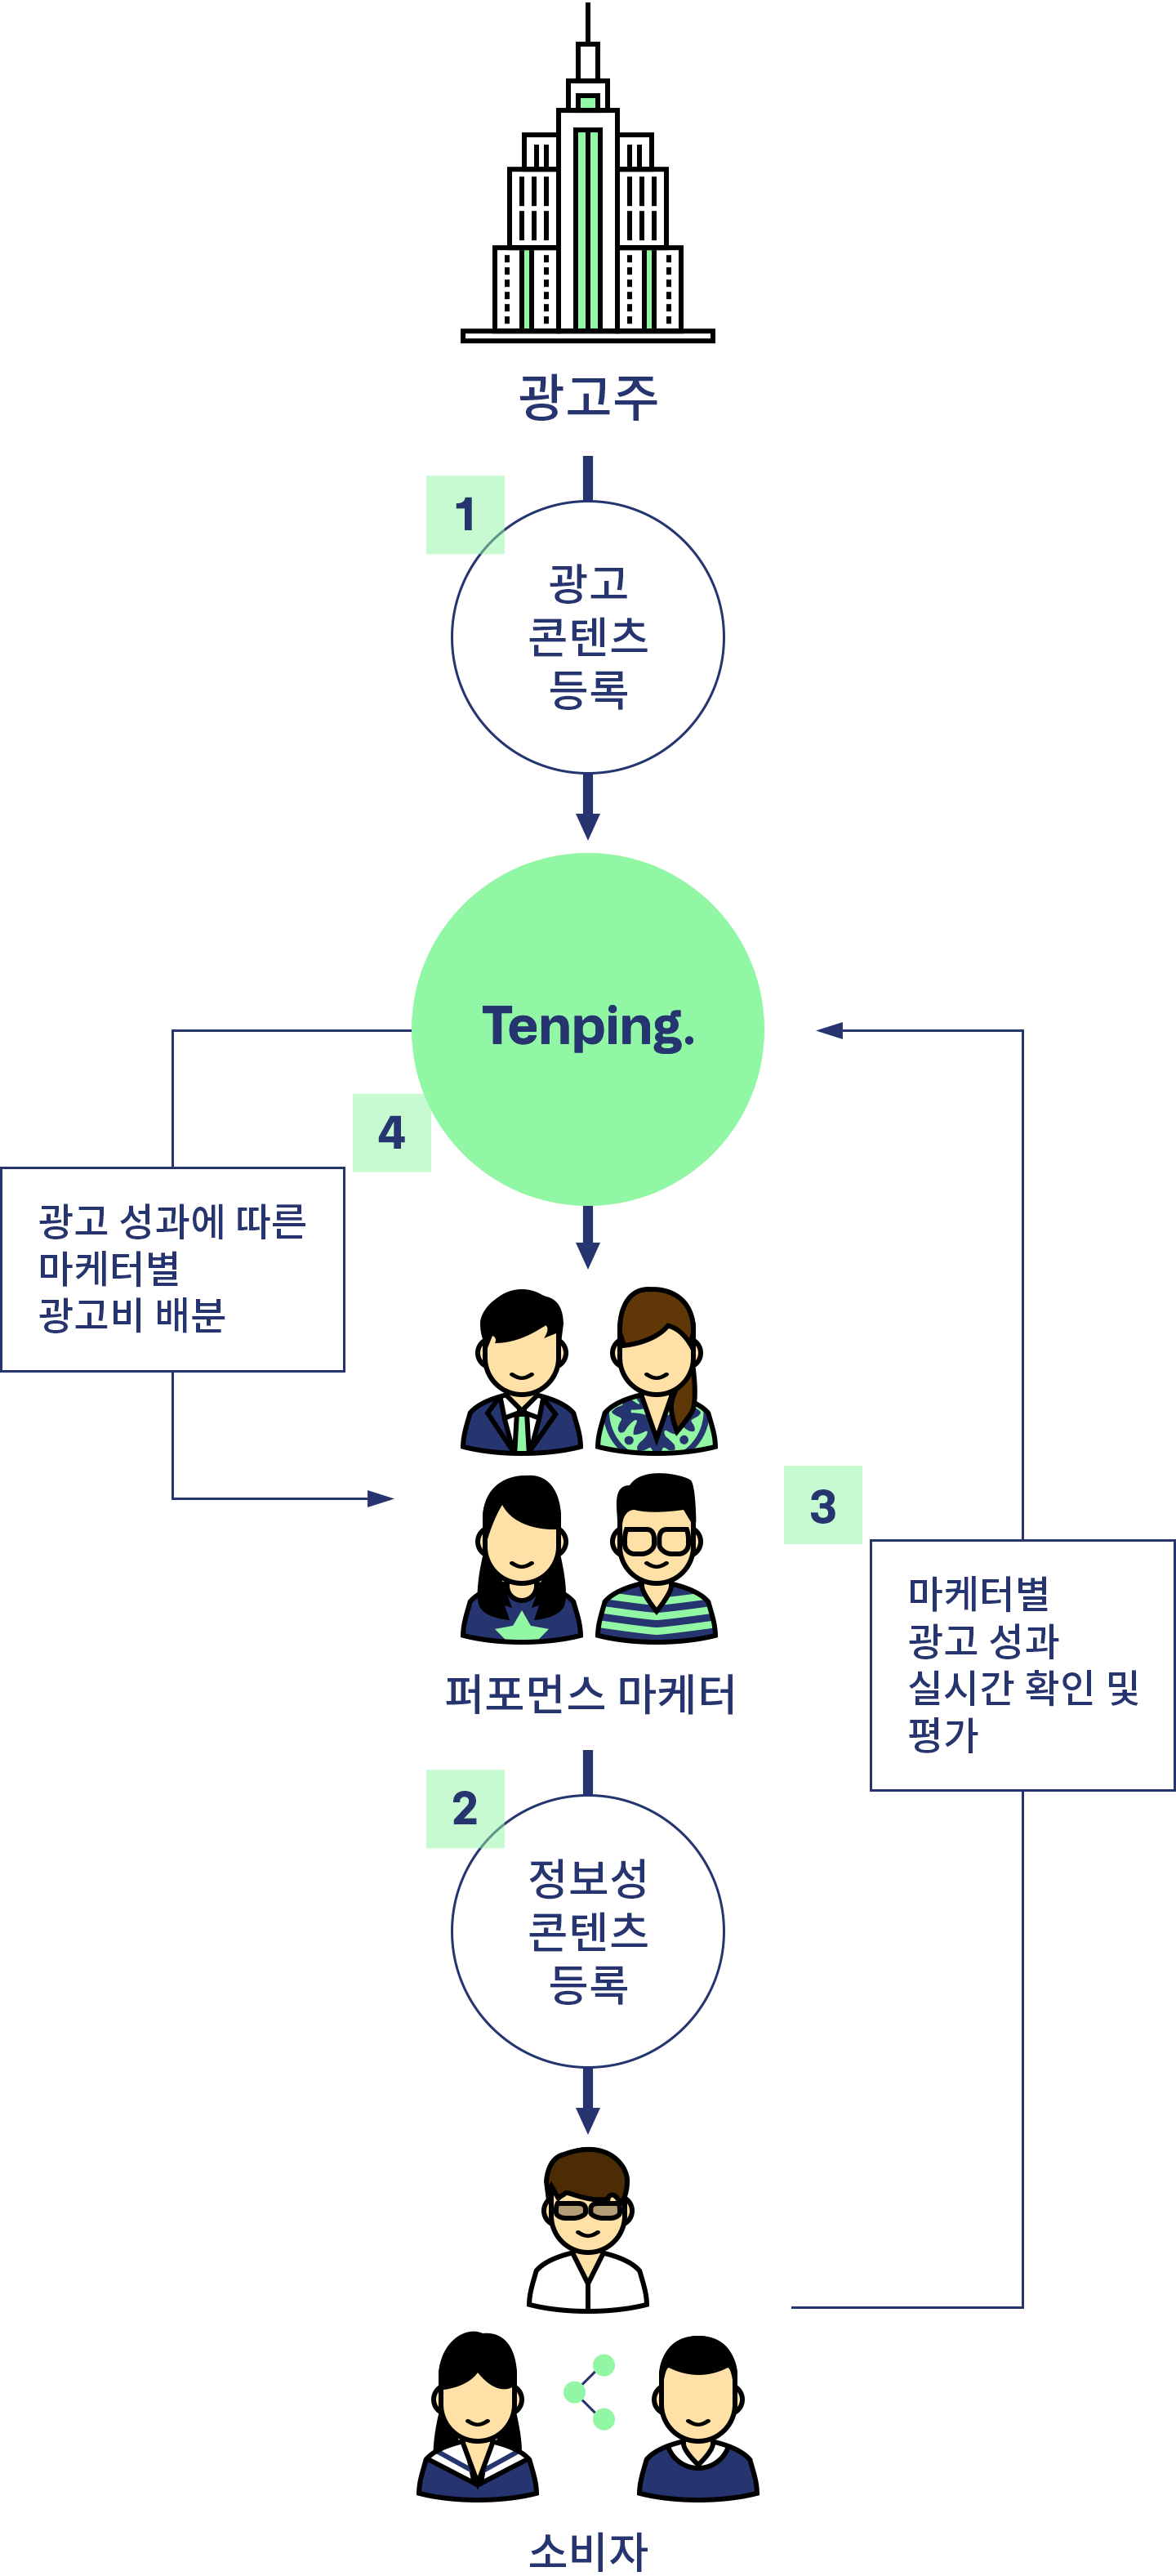 광고주
1
광고
콘텐츠
등록
Tenping.
4
광고 성과에 따른
마케터별
광고비 배분
퍼포먼스 마케터
3
마케터별
광고 성과
실시간 확인 및
평가
2
정보성
콘텐츠
등록
소비자